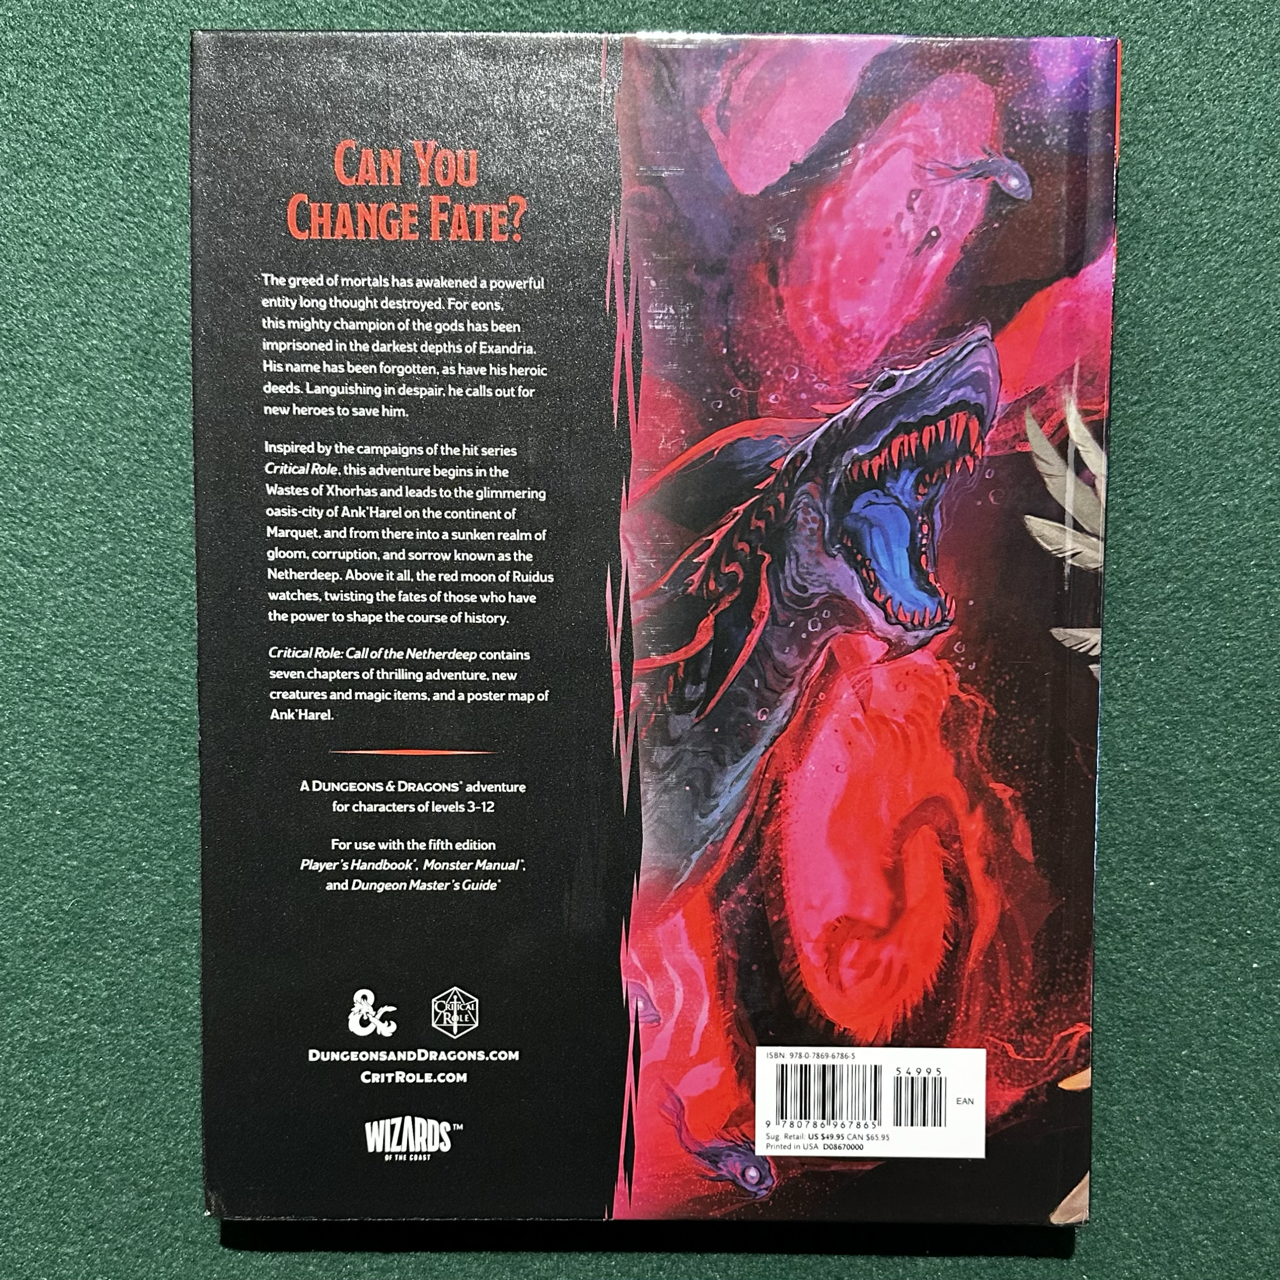 CAN YOU
CHANGE FATE?
The greed of mortals has awakened a powerful
entity long thought destroyed. For eons,
this mighty champion of the gods has been
imprisoned in the darkest depths of Exandria.
His name has been forgotten, as have his heroic
deeds. Languishing in despair, he calls out for
new heroes to save him.
Inspired by the campaigns of the hit series
Critical Role, this adventure begins in the
Wastes of Xhorhas and leads to the glimmering
oasis-city of Ank'Harel on the continent of
Marquet, and from there into a sunken realm of
gloom, corruption, and sorrow known as the
Netherdeep. Above it all, the red moon of Ruidus
watches, twisting the fates of those who have
the power to shape the course of history.
Critical Role: Call of the Netherdeep contains
seven chapters of thrilling adventure, new
creatures and magic items, and a poster map of
Ank'Harel.
A DUNGEONS & DRAGONS® adventure
for characters of levels 3–12
For use with the fifth edition
Player's Handbook®, Monster Manual®,
and Dungeon Master's Guide®
&
CRITICAL
ROLE
DUNGEONSANDDRAGONS.COM
CRITROLE.COM
WIZARDS™
OF THE COAST
ISBN: 978-0-7869-6786-5
54995
EAN
9 780786 967865
Sug. Retail: US $49.95 CAN $65.95
Printed in USA D08670000